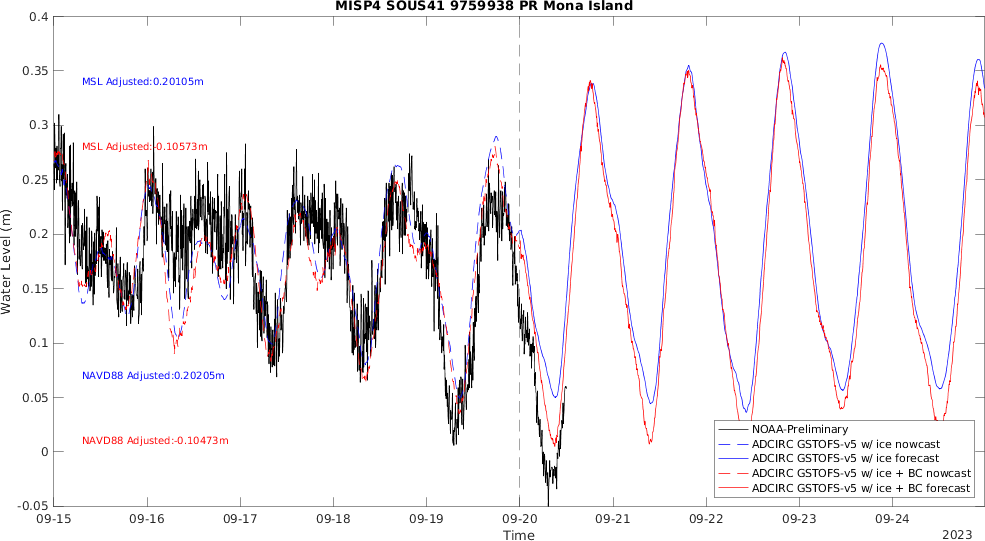 MISP4 SOUS41 9759938 PR Mona Island
0.4
0.35
0.3
0.25
0.2
0.15
0.1
0.05
0
-0.05
Water Level (m)
MSL Adjusted:0.20105m
MSL Adjusted:-0.10573m
NAVD88 Adjusted:0.20205m
NAVD88 Adjusted:-0.10473m
NOAA-Preliminary
ADCIRC GSTOFS-v5 w/ ice nowcast
ADCIRC GSTOFS-v5 w/ ice forecast
ADCIRC GSTOFS-v5 w/ ice + BC nowcast
ADCIRC GSTOFS-v5 w/ ice + BC forecast
09-15 09-16 09-17 09-18 09-19 09-20 09-21 09-22 09-23 09-24
Time
2023